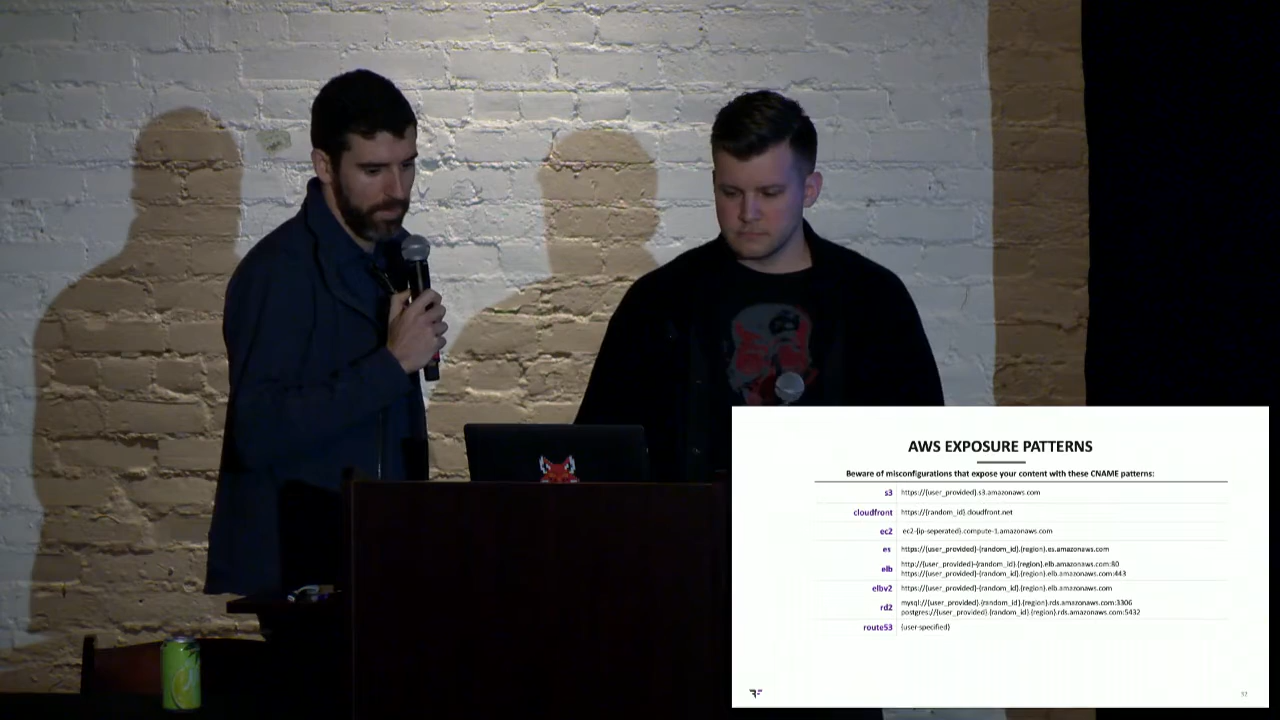 AWS EXPOSURE PATTERNS
Beware of misconfigurations that expose your content with these CNAME patterns:
s3 https://{user_provided}.s3.amazonaws.com
cloudfront https://{random_id}.cloudfront.net
ec2 ec2-{ip-seperated}.compute-1.amazonaws.com
es https://{user_provided}-{random_id}.{region}.es.amazonaws.com
elb http://{user_provided}-{random_id}.{region}.elb.amazonaws.com:80
https://{user_provided}-{random_id}.{region}.elb.amazonaws.com:443
elbv2 https://{user_provided}-{random_id}.{region}.elb.amazonaws.com
rd2 mysql://{user_provided}.{random_id}.{region}.rds.amazonaws.com:3306
postgres://{user_provided}.{random_id}.{region}.rds.amazonaws.com:5432
route53 {user-specified}